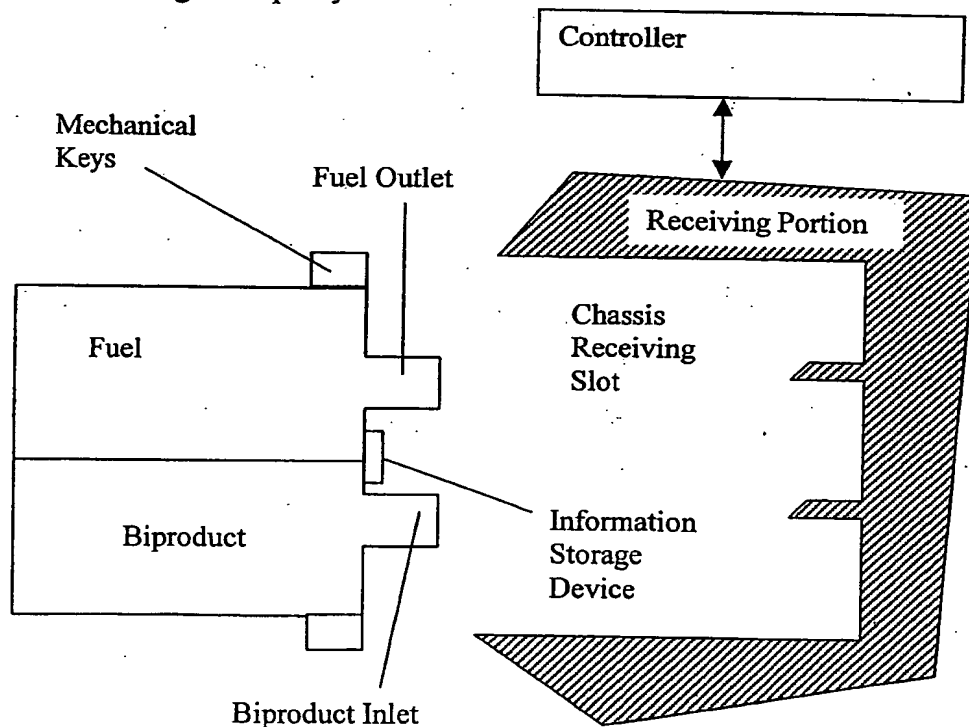 Controller
Mechanical
Keys
Fuel Outlet
Receiving Portion
Fuel
Chassis
Receiving
Slot
Biproduct
Information
Storage
Device
Biproduct Inlet